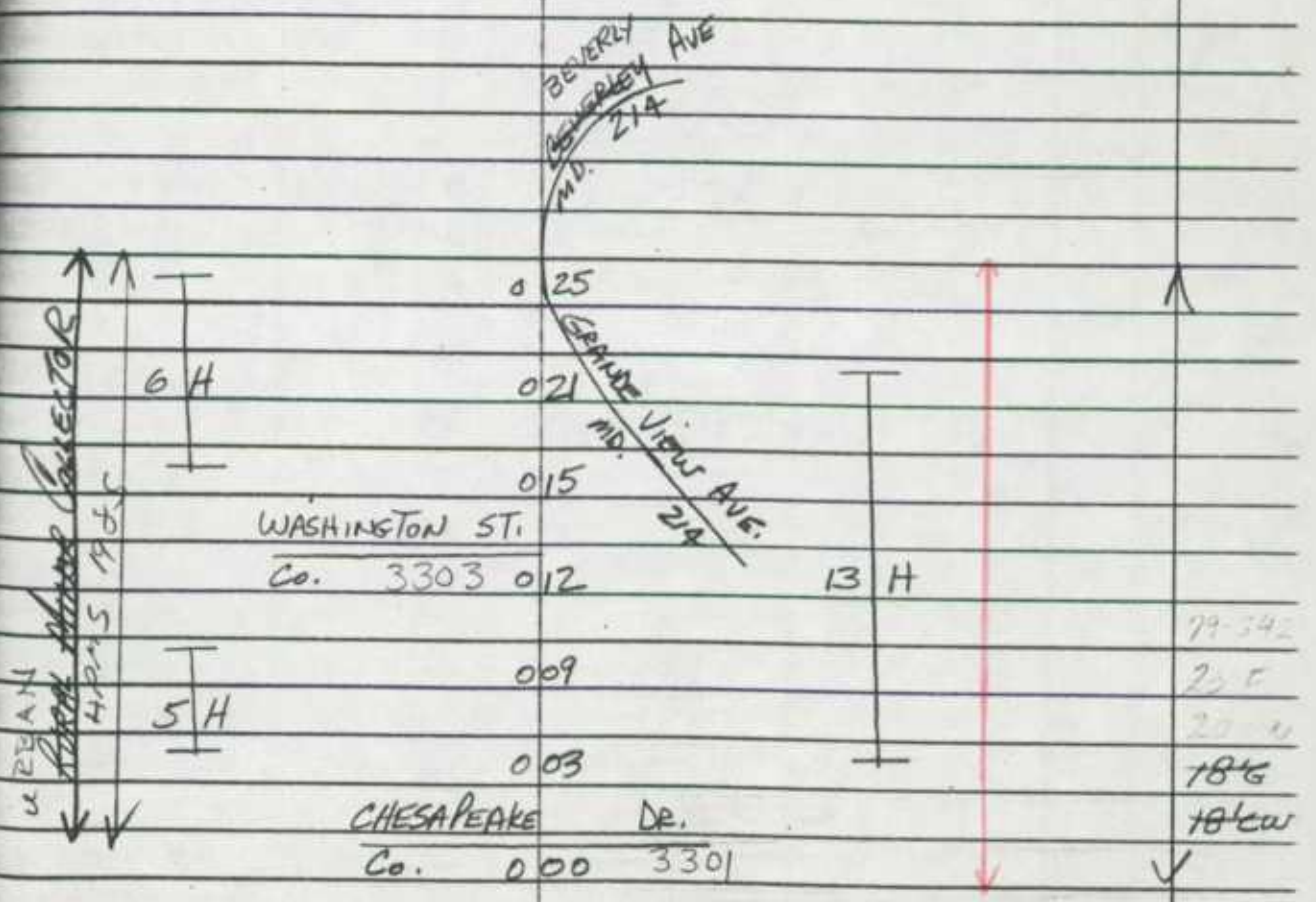 BEVERLY
AVE
MD. 214
0 25
GRANDE VIEW AVE.
MD. 214
6 H
0 21
0 15
WASHINGTON ST.
Co. 3303 0 12
13 H
0 09
5 H
0 03
18'G
18'CW
CHESAPEAKE DR.
Co. 0 00 3301
URBAN
RURAL MINOR COLLECTOR